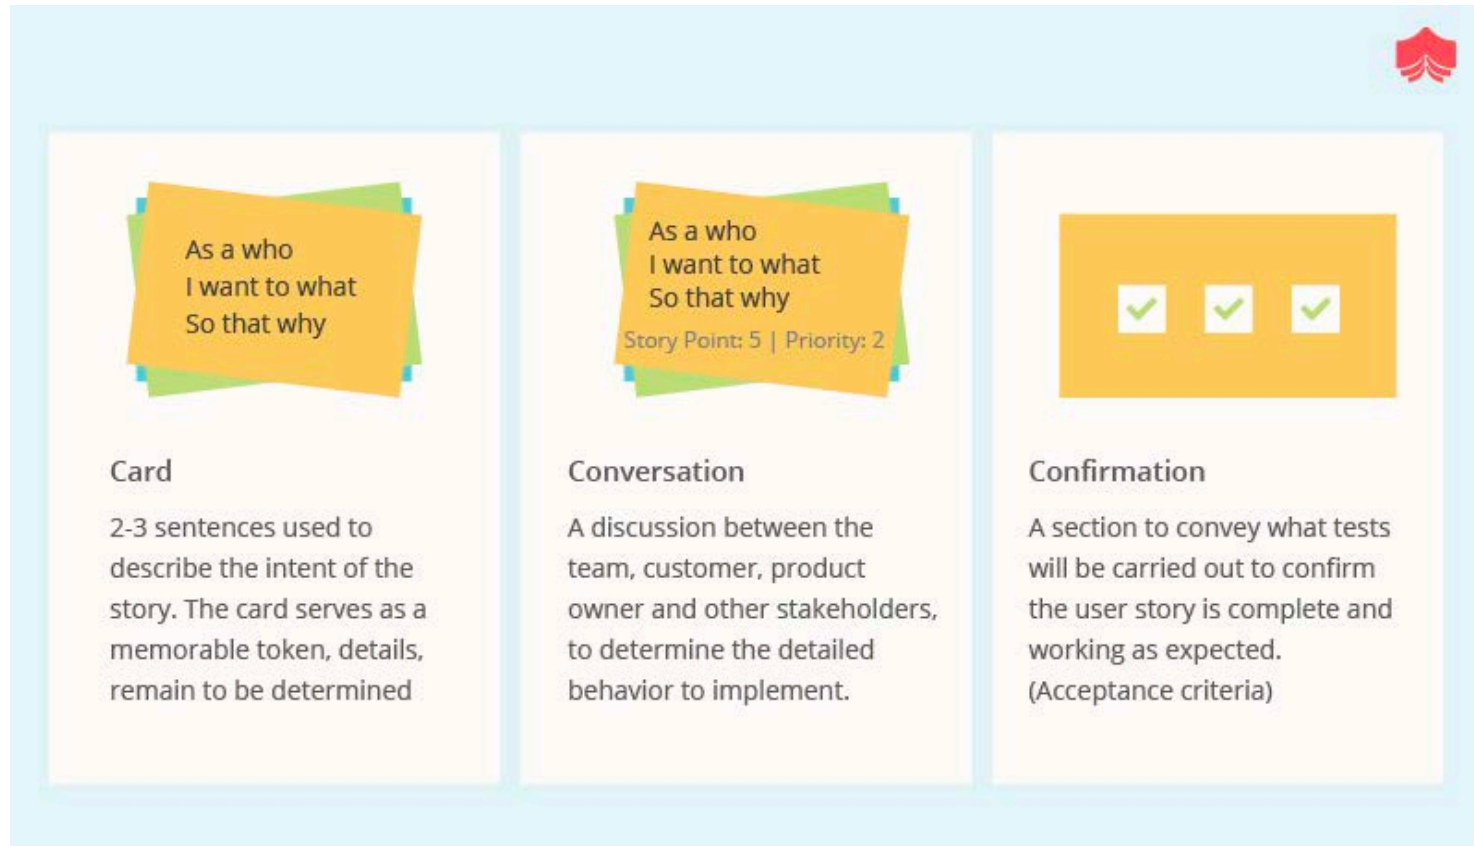 As a who
I want to what
So that why
Card
2-3 sentences used to
describe the intent of the
story. The card serves as a
memorable token, details,
remain to be determined
As a who
I want to what
So that why
Story Point: 5 | Priority: 2
Conversation
A discussion between the
team, customer, product
owner and other stakeholders,
to determine the detailed
behavior to implement.
Confirmation
A section to convey what tests
will be carried out to confirm
the user story is complete and
working as expected.
(Acceptance criteria)